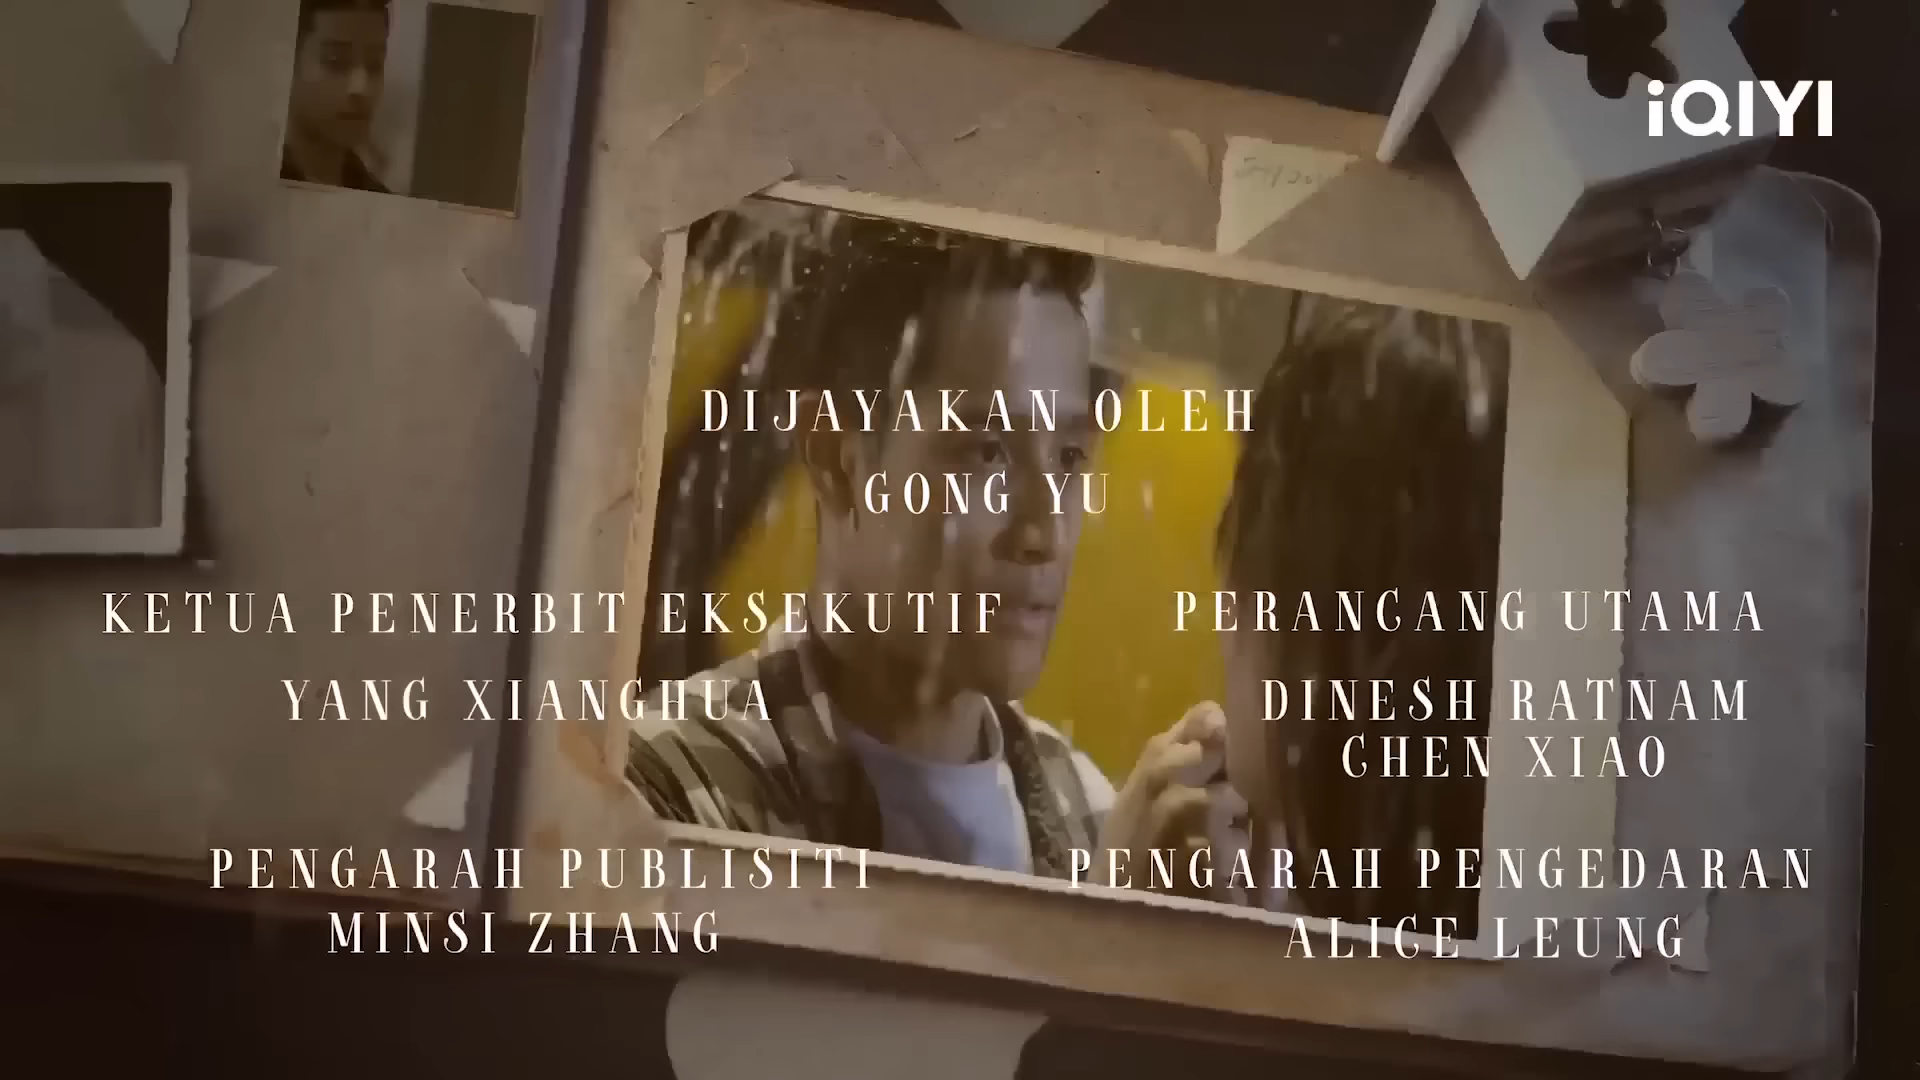 iQIYI
DIJAYAKAN OLEH
GONG YU
KETUA PENERBIT EKSEKUTIF
YANG XIANGHUA
PERANCANG UTAMA
DINESH RATNAM
CHEN XIAO
PENGARAH PUBLISITI
MINSI ZHANG
PENGARAH PENGEDARAN
ALICE LEUNG